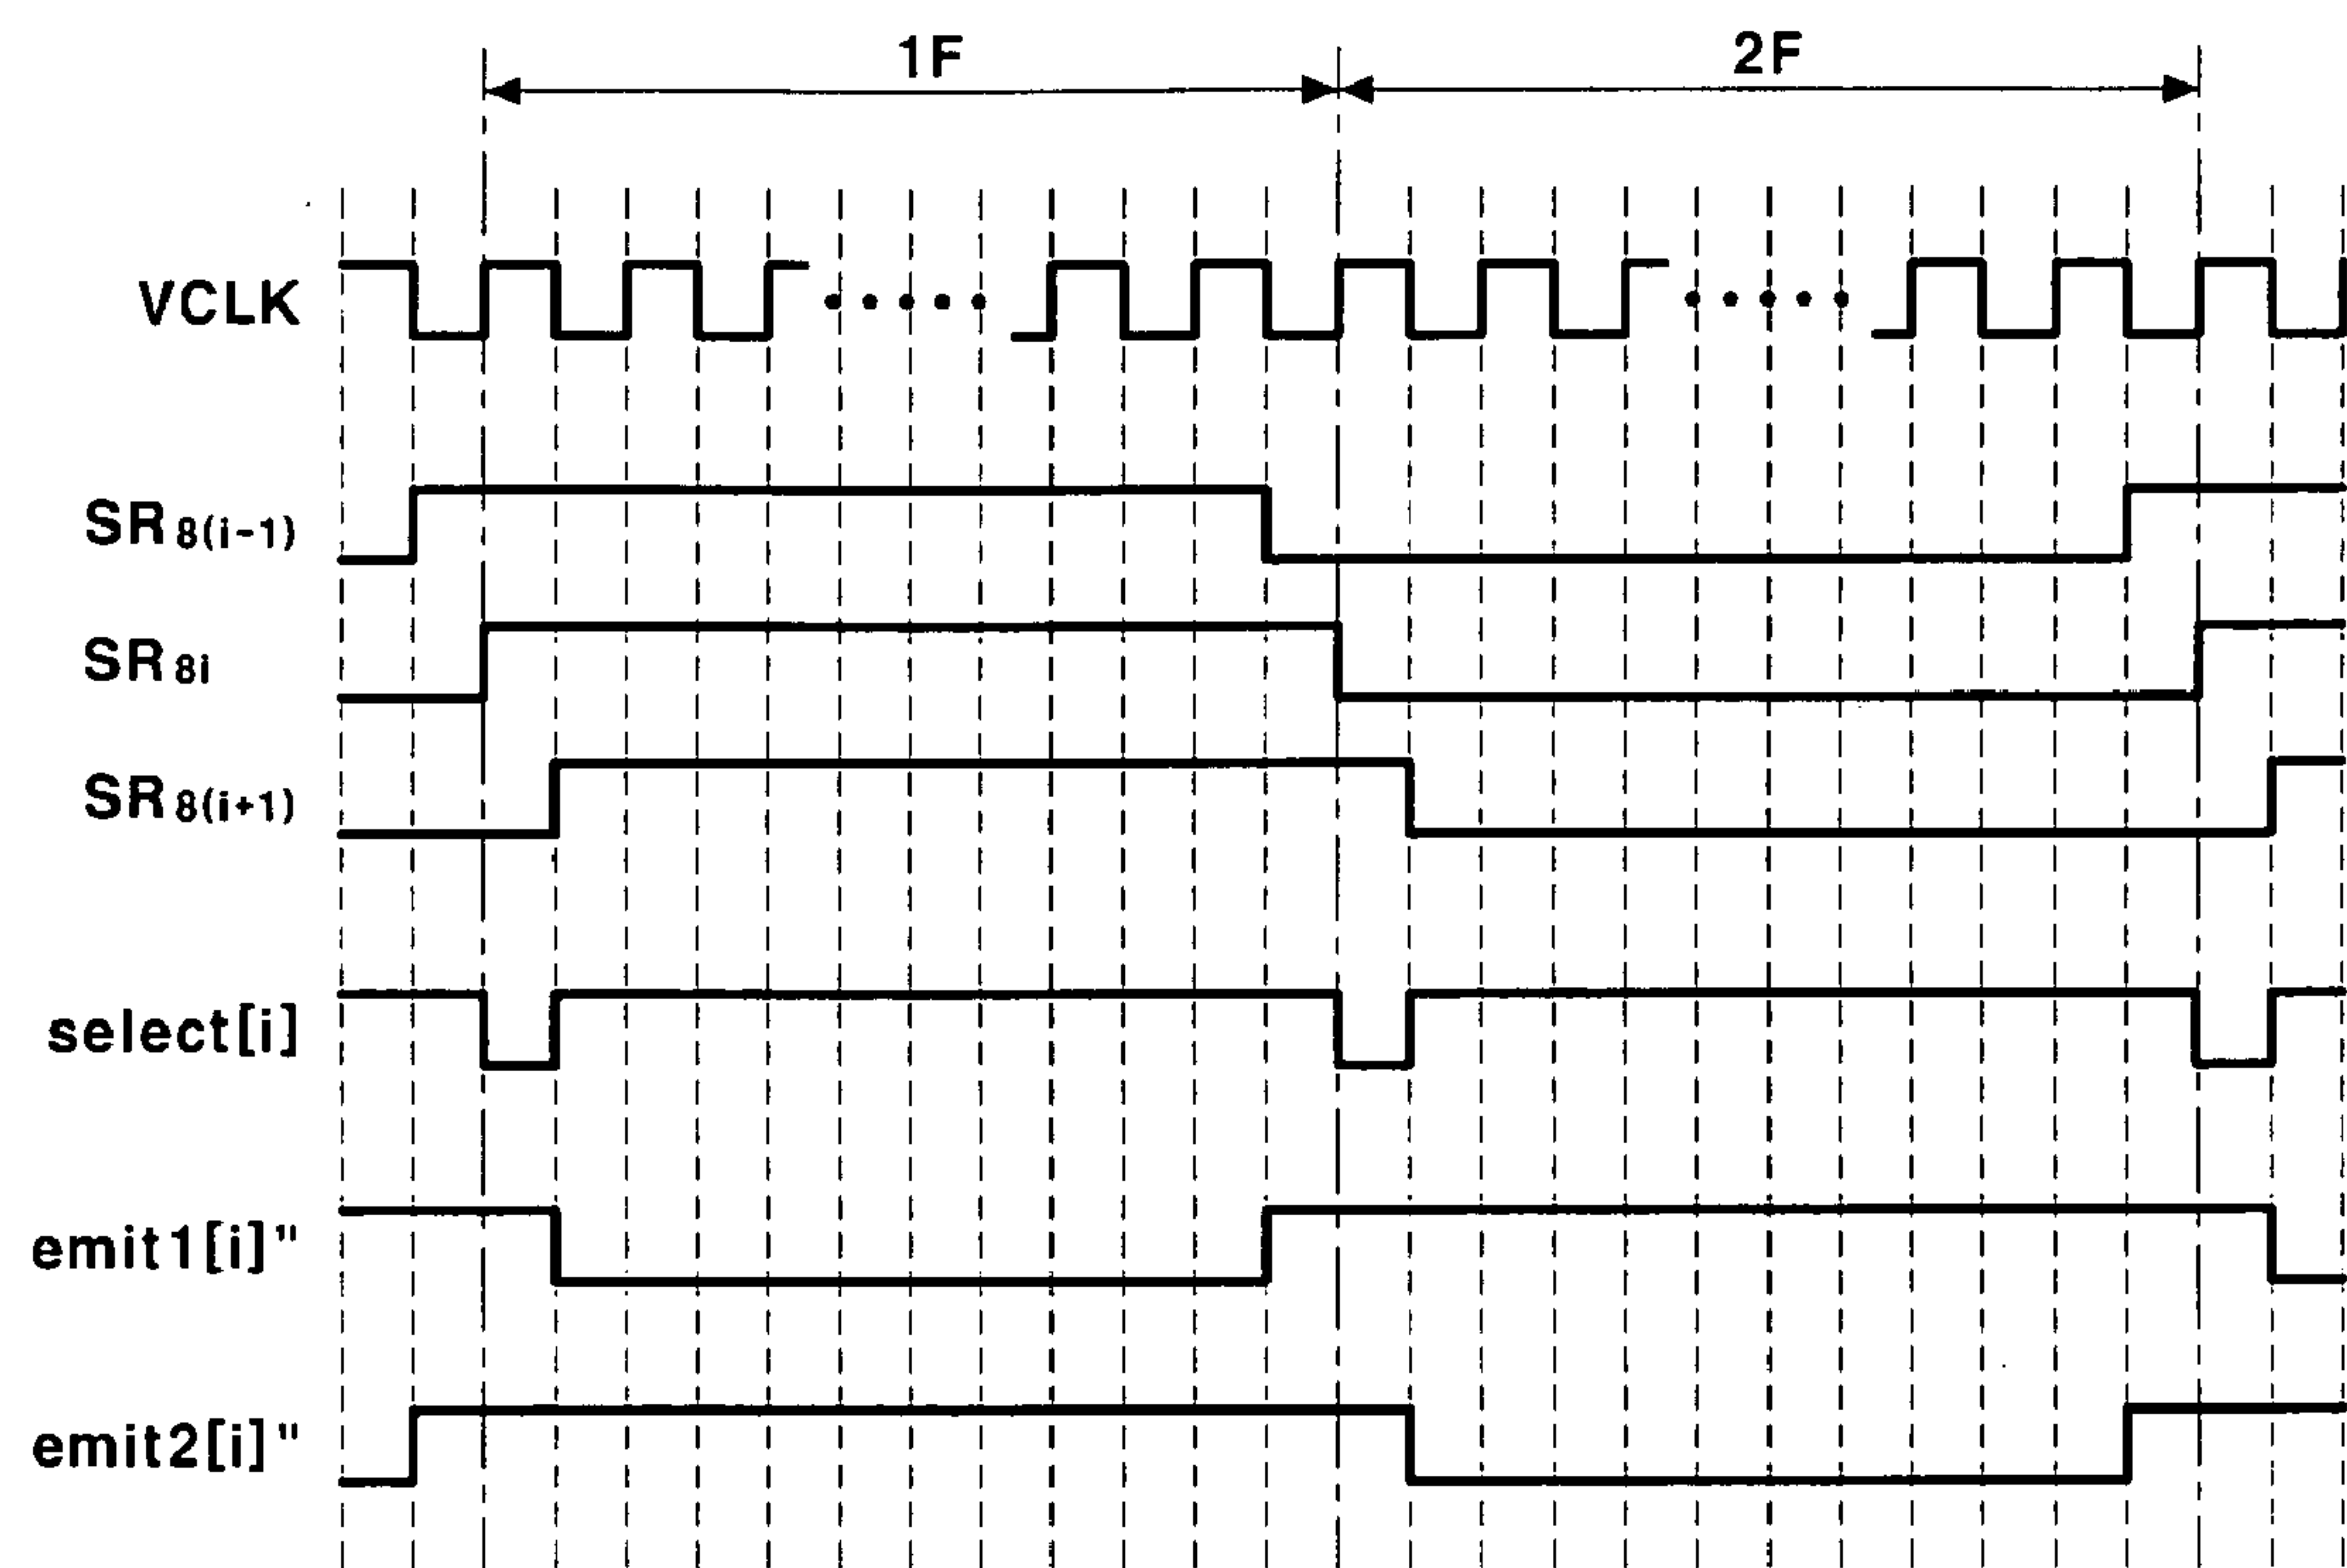 1F 2F
VCLK
SR8(i-1)
SR8i
SR8(i+1)
select[i]
emit1[i]"
emit2[i]"